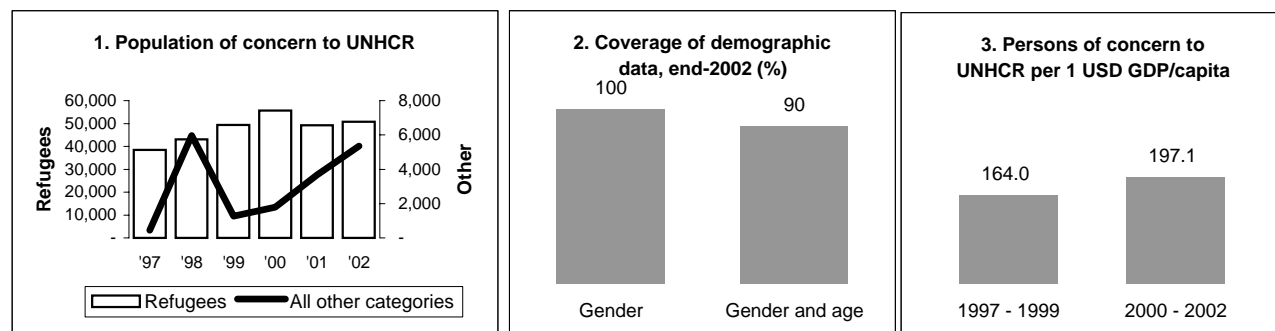 1. Population of concern to UNHCR
60,000
50,000
40,000
30,000
20,000
10,000
-
Refugees
8,000
6,000
4,000
2,000
-
Other
'97 '98 '99 '00 '01 '02
Refugees All other categories
2. Coverage of demographic
data, end-2002 (%)
100
90
Gender Gender and age
3. Persons of concern to
UNHCR per 1 USD GDP/capita
164.0
197.1
1997 - 1999 2000 - 2002